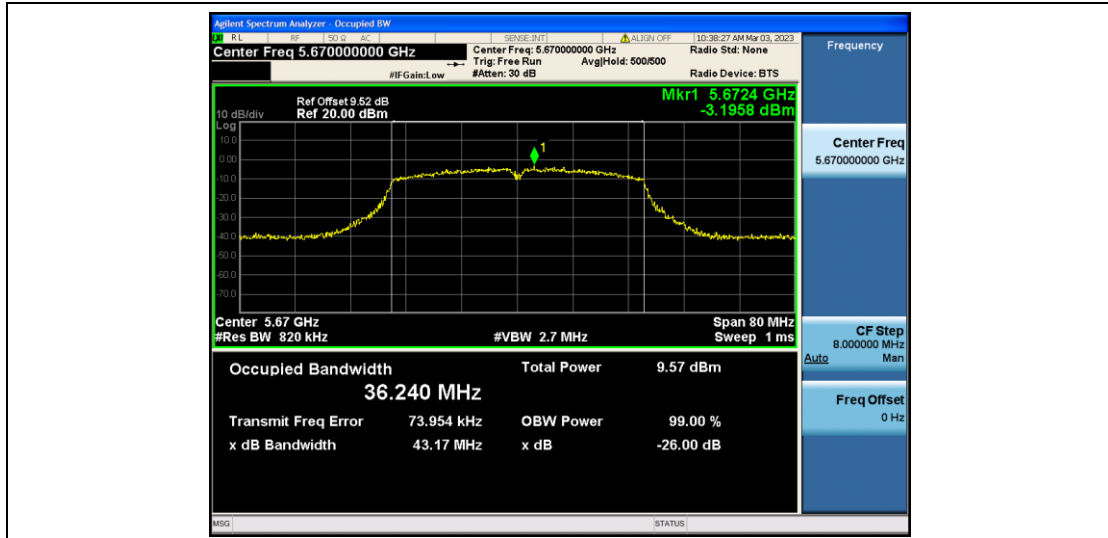 Agilent Spectrum Analyzer - Occupied BW
RL RF 50 Ω AC SENSE:INT ALIGN OFF 10:38:27 AM Mar 03, 2023
Center Freq 5.670000000 GHz
Center Freq: 5.670000000 GHz
Radio Std: None
Trig: Free Run Avg|Hold: 500/500
#IFGain:Low #Atten: 30 dB Radio Device: BTS
Frequency
Mkr1 5.6724 GHz
-3.1958 dBm
Ref Offset 9.52 dB
10 dB/div Ref 20.00 dBm
Log
10.0
0.00
-10.0
-20.0
-30.0
-40.0
-50.0
-60.0
-70.0
1
Center Freq
5.670000000 GHz
Center 5.67 GHz Span 80 MHz
#Res BW 820 kHz #VBW 2.7 MHz Sweep 1 ms
CF Step
8.000000 MHz
Auto Man
Occupied Bandwidth Total Power 9.57 dBm
36.240 MHz
Freq Offset
0 Hz
Transmit Freq Error 73.954 kHz OBW Power 99.00 %
x dB Bandwidth 43.17 MHz x dB -26.00 dB
MSG STATUS